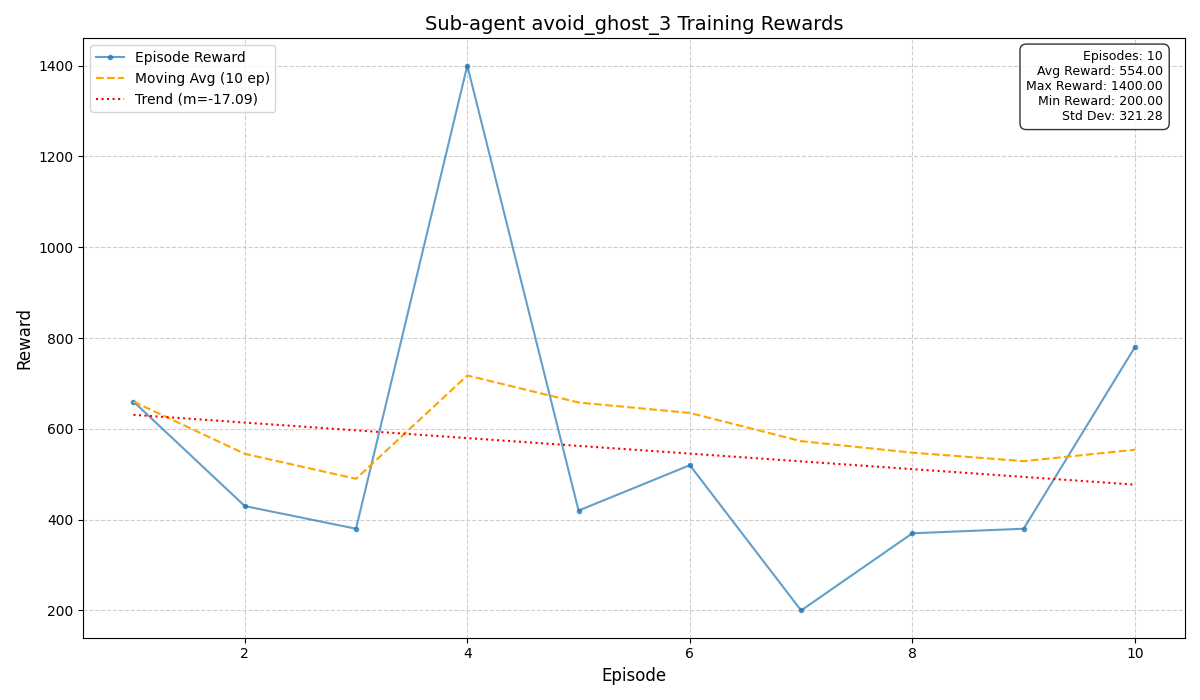 Sub-agent avoid_ghost_3 Training Rewards
Episode Reward
Moving Avg (10 ep)
Trend (m=-17.09)
Episodes: 10
Avg Reward: 554.00
Max Reward: 1400.00
Min Reward: 200.00
Std Dev: 321.28
Reward
1400
1200
1000
800
600
400
200
2
4
6
8
10
Episode